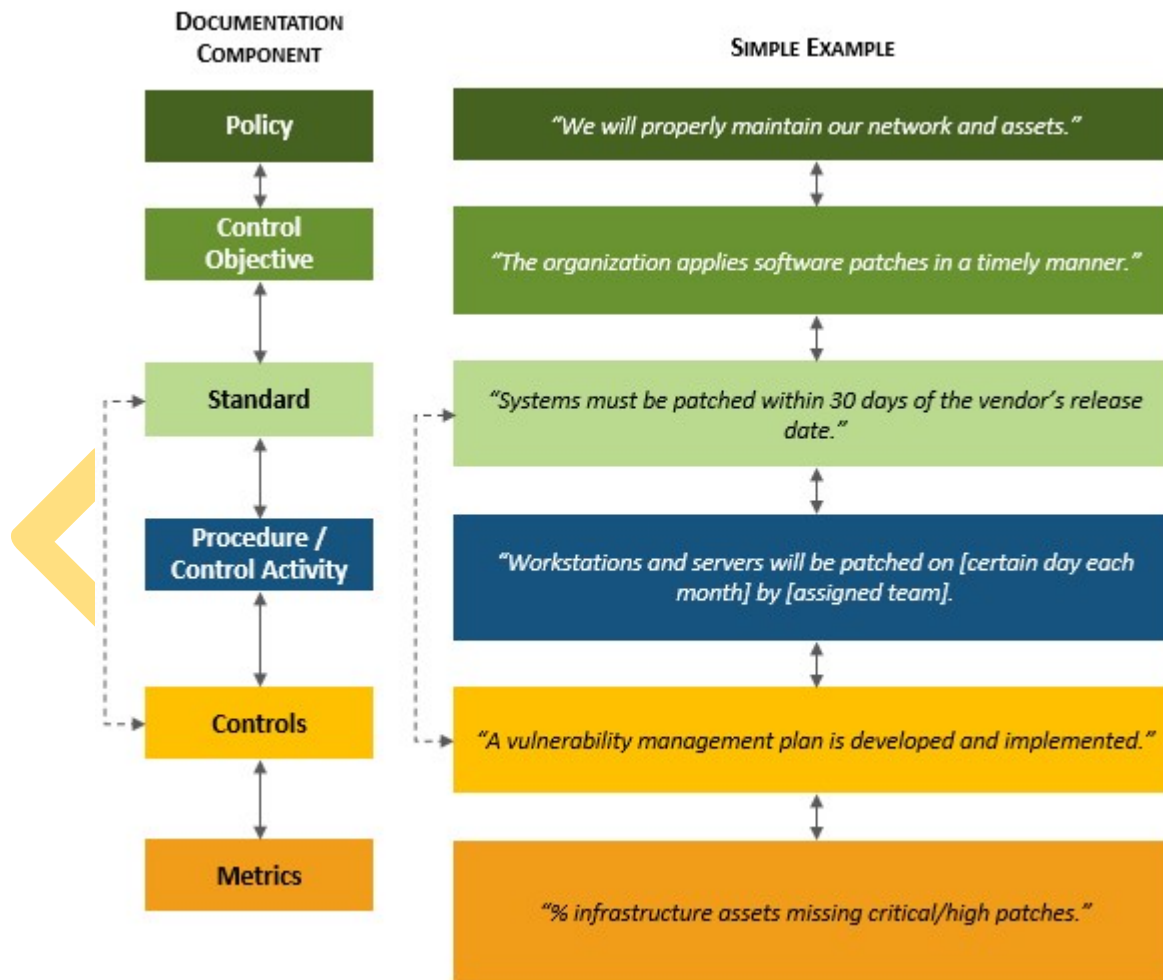 DOCUMENTATION
COMPONENT
SIMPLE EXAMPLE
Policy
“We will properly maintain our network and assets.”
Control
Objective
“The organization applies software patches in a timely manner.”
Standard
“Systems must be patched within 30 days of the vendor’s release
date.”
Procedure /
Control Activity
“Workstations and servers will be patched on [certain day each
month] by [assigned team].
Controls
“A vulnerability management plan is developed and implemented.”
Metrics
“% infrastructure assets missing critical/high patches.”